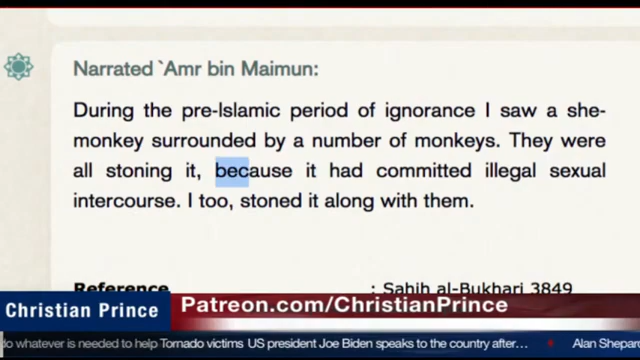 Narrated `Amr bin Maimun:
During the pre-lslamic period of ignorance I saw a she-
monkey surrounded by a number of monkeys. They were
all stoning it, because it had committed illegal sexual
intercourse. I too, stoned it along with them.
Reference : Sahih al-Bukhari 3849
Christian Prince
Patreon.com/ChristianPrince
do whatever is needed to help Tornado victims US president Joe Biden speaks to the country after... Alan Shepar